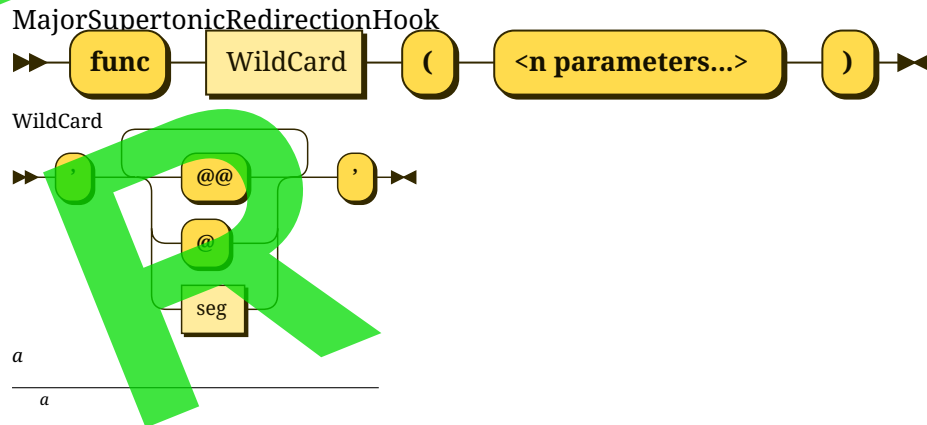 MajorSupertonicRedirectionHook
func WildCard ( <n parameters...> )
WildCard
' @@ '
@
seg
a
a
R